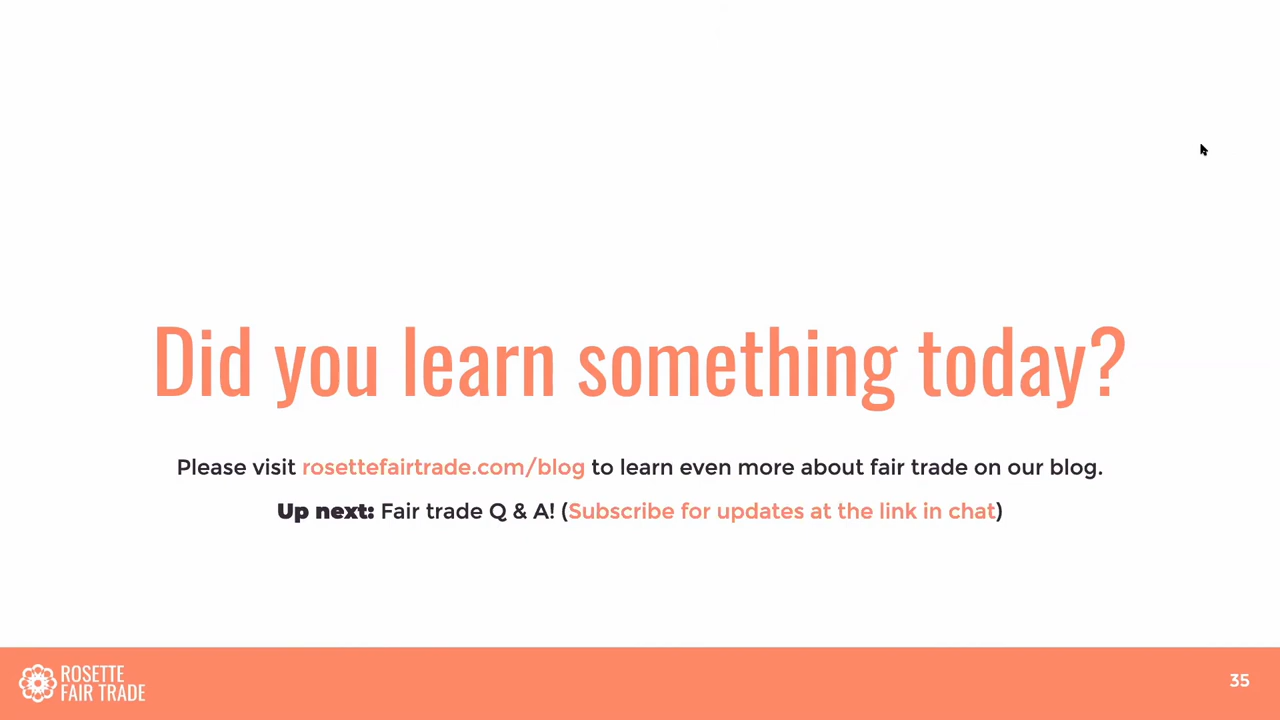 Did you learn something today?
Please visit rosettefairtrade.com/blog to learn even more about fair trade on our blog.
Up next: Fair trade Q & A! (Subscribe for updates at the link in chat)
ROSETTE
FAIR TRADE
35